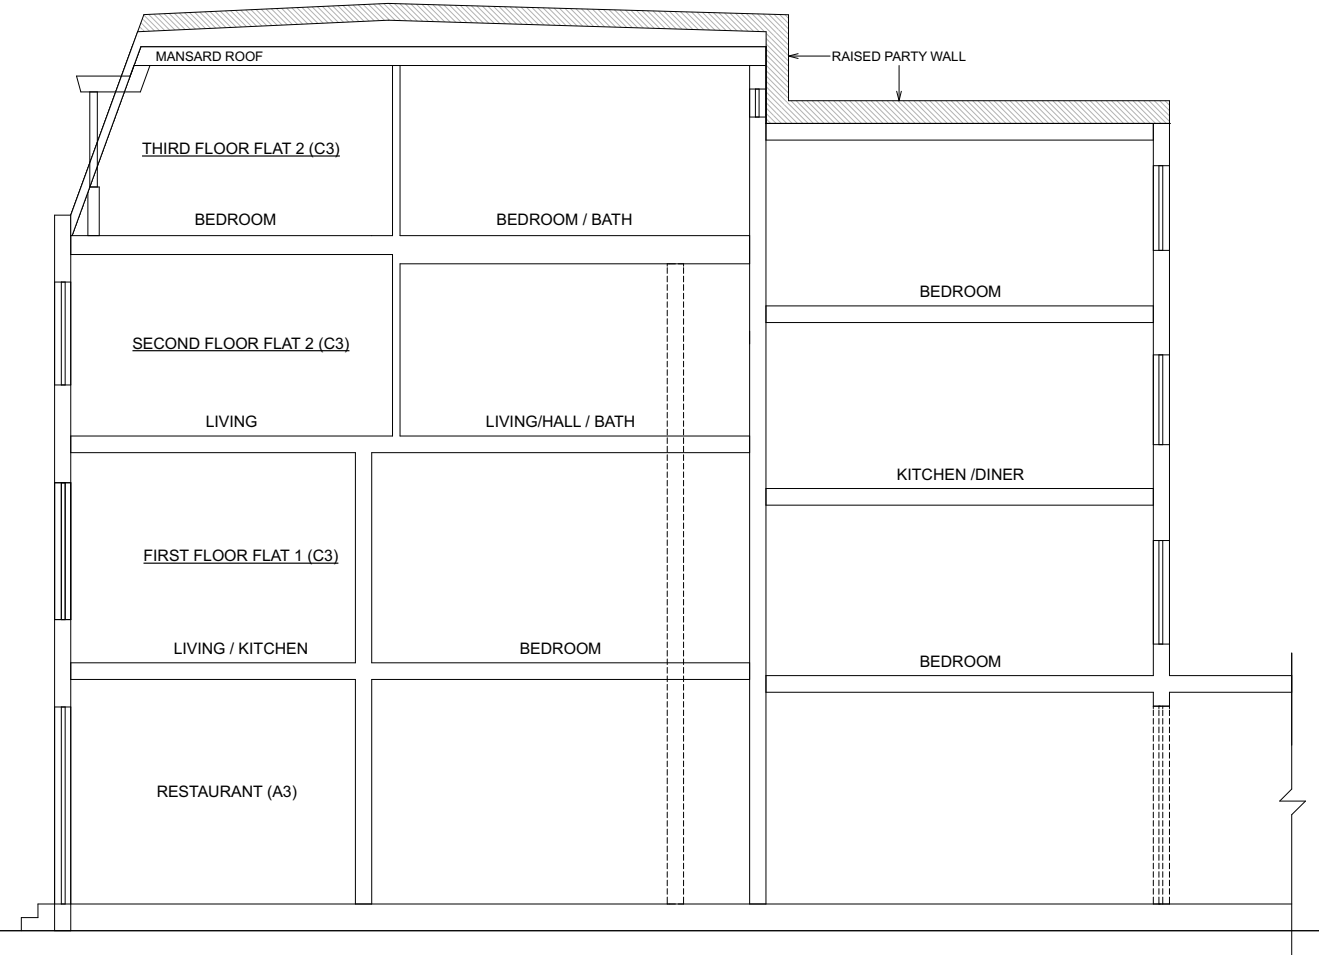 MANSARD ROOF
RAISED PARTY WALL
THIRD FLOOR FLAT 2 (C3)
BEDROOM
BEDROOM / BATH
BEDROOM
SECOND FLOOR FLAT 2 (C3)
LIVING
LIVING/HALL / BATH
KITCHEN /DINER
FIRST FLOOR FLAT 1 (C3)
LIVING / KITCHEN
BEDROOM
BEDROOM
RESTAURANT (A3)